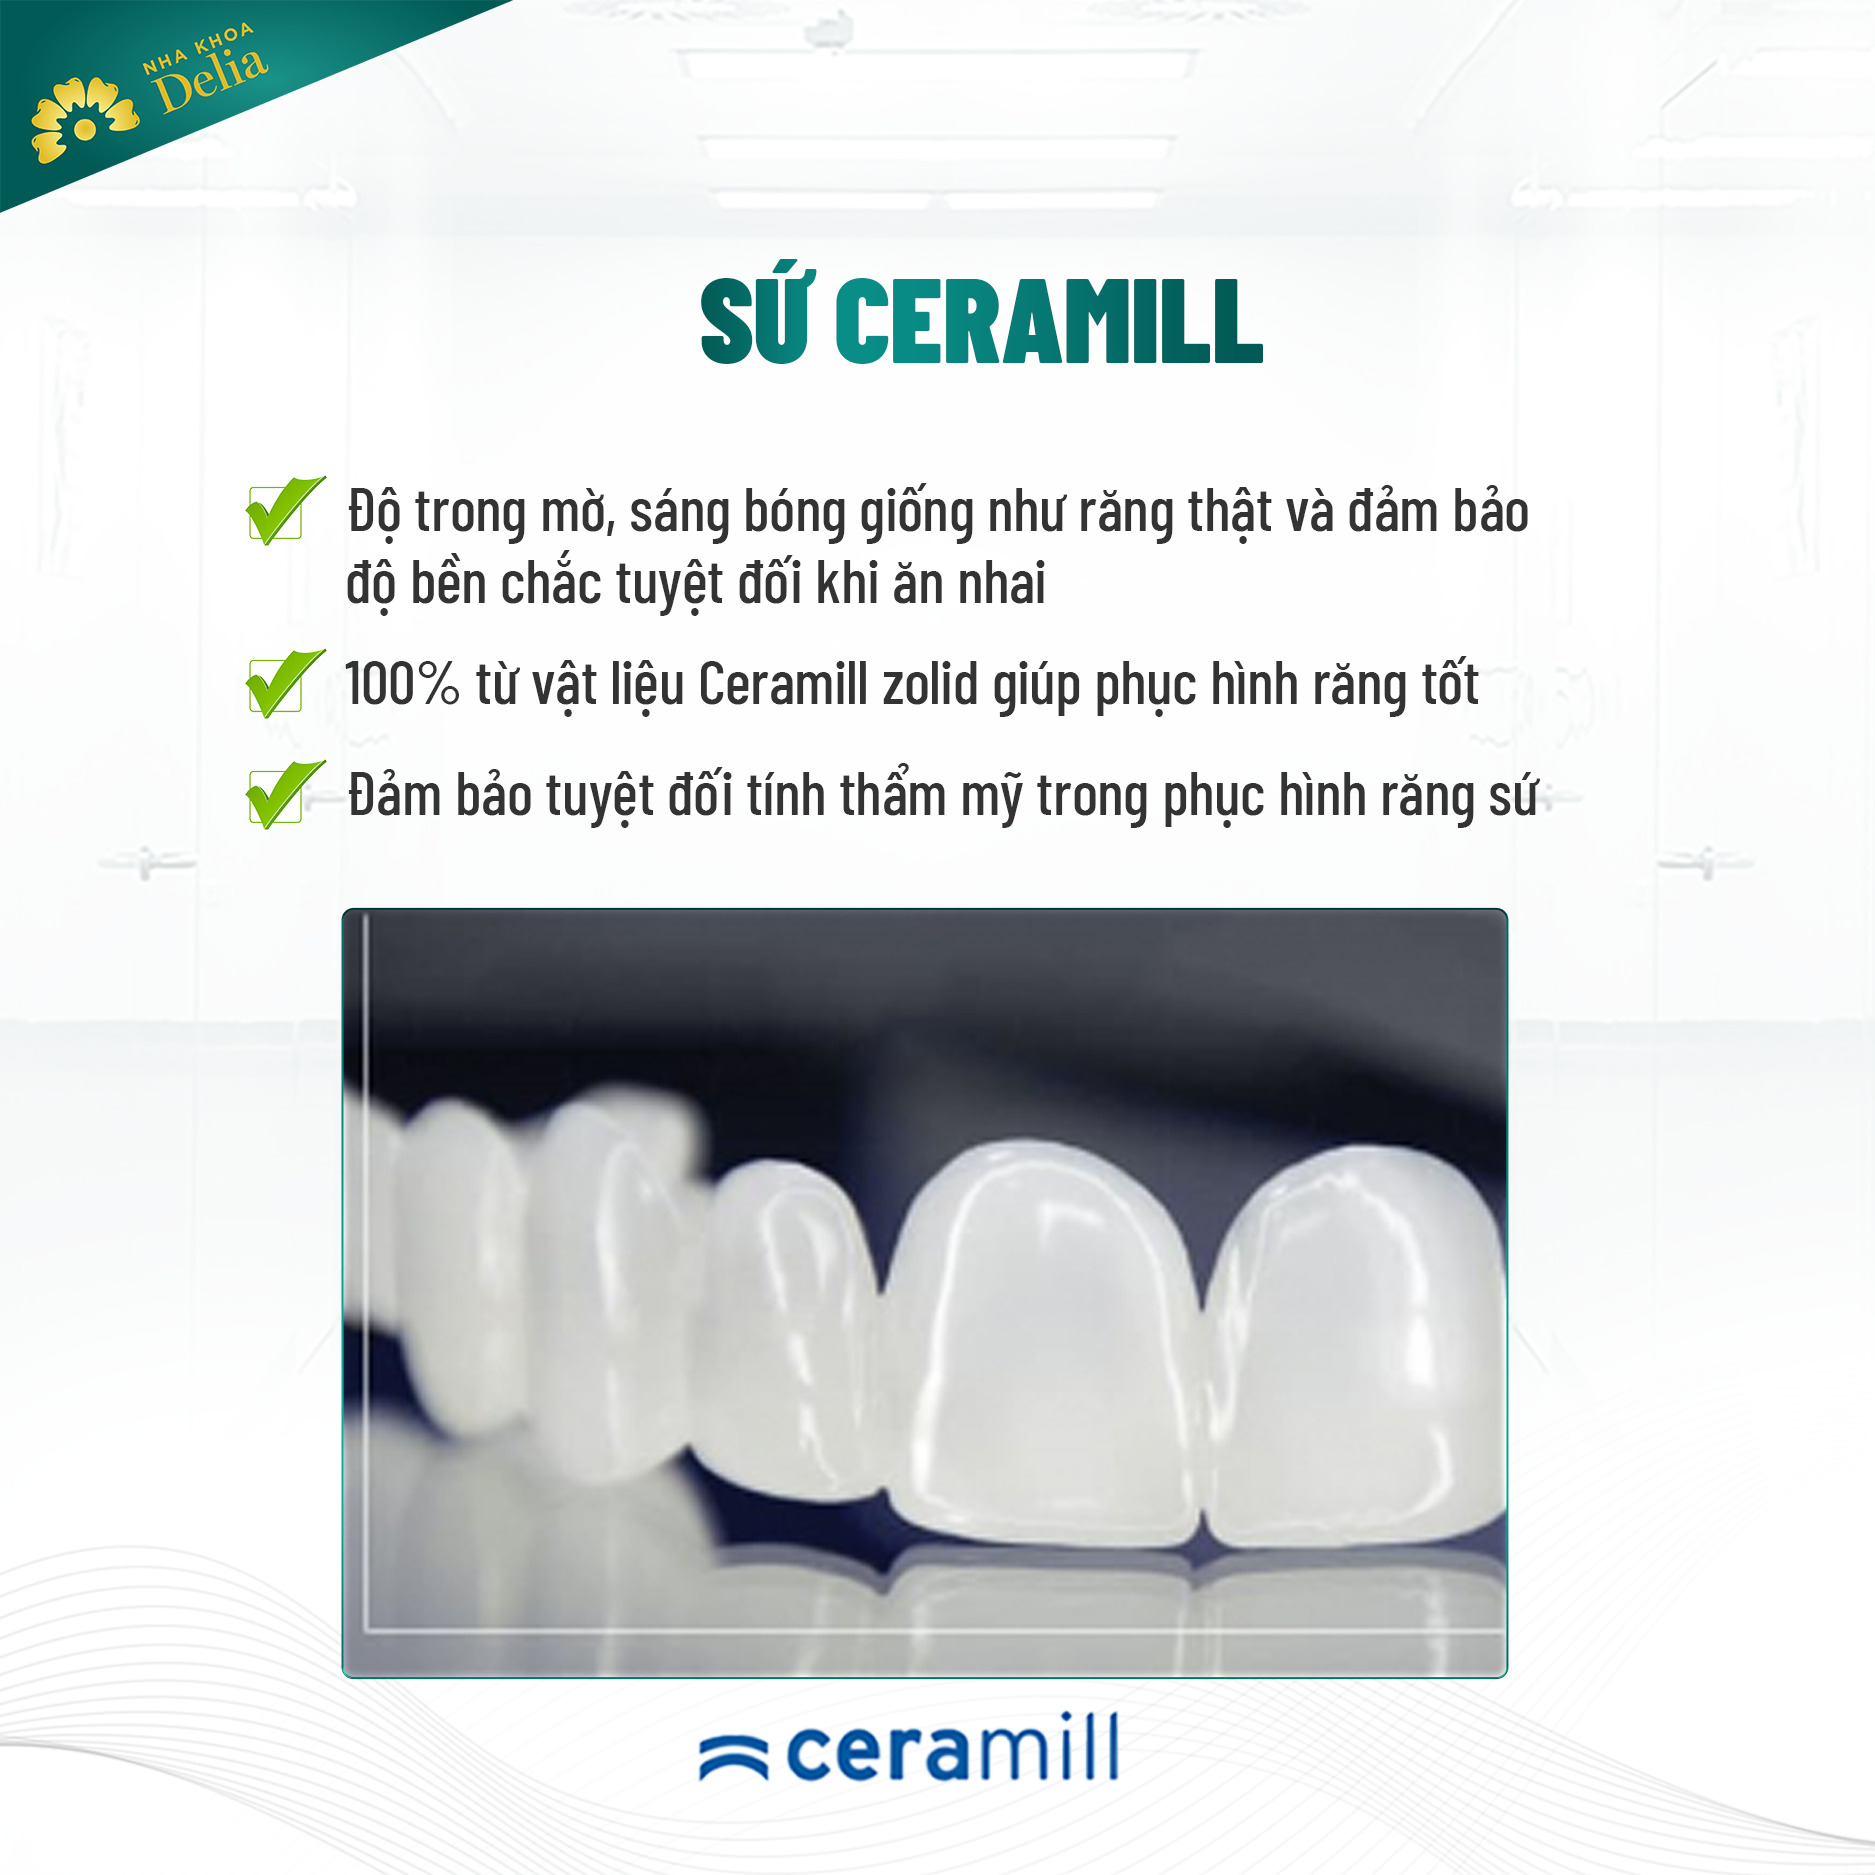 NHA KHOA
Delia
SỨ CERAMILL
Độ trong mờ, sáng bóng giống như răng thật và đảm bảo
độ bền chắc tuyệt đối khi ăn nhai
100% từ vật liệu Ceramill zolid giúp phục hình răng tốt
Đảm bảo tuyệt đối tính thẩm mỹ trong phục hình răng sứ
ceramill